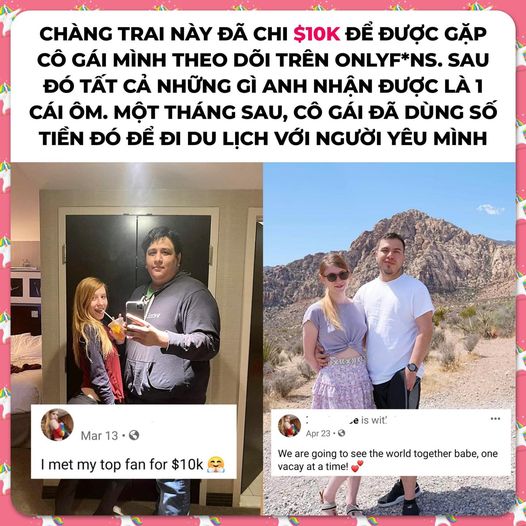 CHÀNG TRAI NÀY ĐÃ CHI $10K ĐỂ ĐƯỢC GẶP
CÔ GÁI MÌNH THEO DÕI TRÊN ONLYF*NS. SAU
ĐÓ TẤT CẢ NHỮNG GÌ ANH NHẬN ĐƯỢC LÀ 1
CÁI ÔM. MỘT THÁNG SAU, CÔ GÁI ĐÃ DÙNG SỐ
TIỀN ĐÓ ĐỂ ĐI DU LỊCH VỚI NGƯỜI YÊU MÌNH
Mar 13 •
I met my top fan for $10k 🤗
is wit'
Apr 23 •
We are going to see the world together babe, one
vacay at a time! 💕